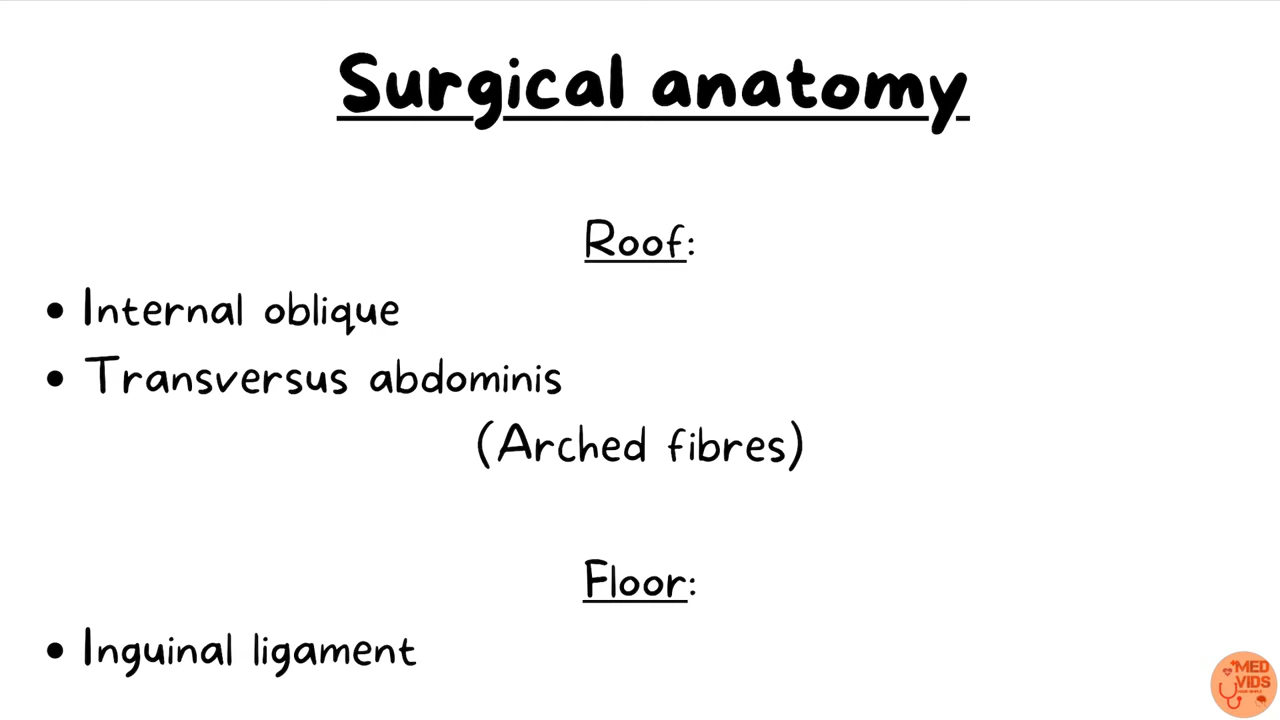 Surgical anatomy
Roof:
• Internal oblique
• Transversus abdominis
(Arched fibres)
Floor:
• Inguinal ligament
MED
VIDS